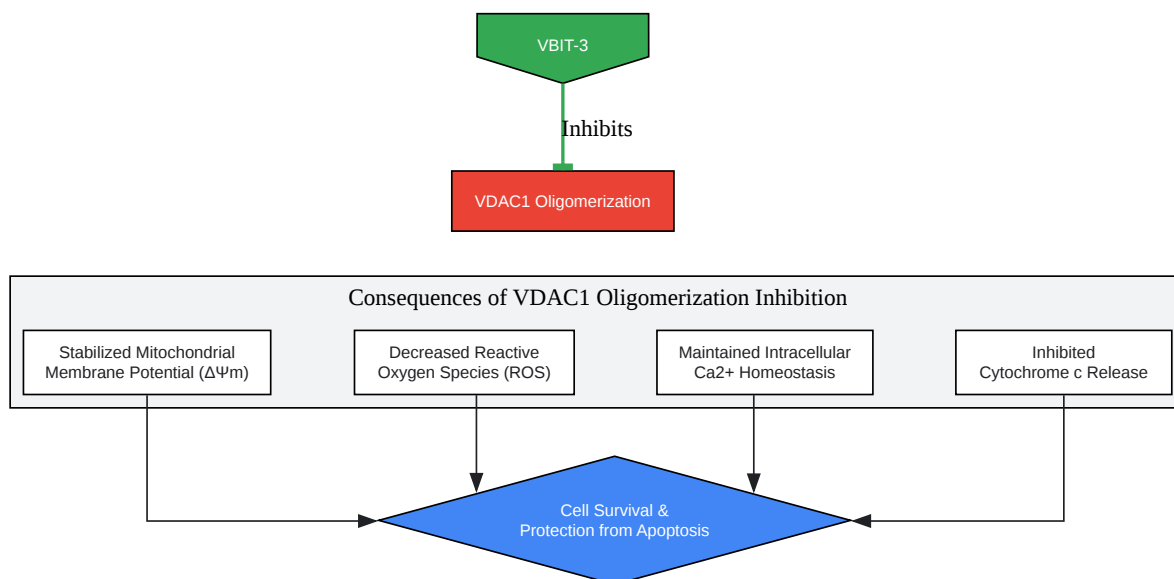 VBIT-3
Inhibits
VDAC1 Oligomerization
Consequences of VDAC1 Oligomerization Inhibition
Stabilized Mitochondrial
Membrane Potential (ΔΨm)
Decreased Reactive
Oxygen Species (ROS)
Maintained Intracellular
Ca2+ Homeostasis
Inhibited
Cytochrome c Release
Cell Survival &
Protection from Apoptosis